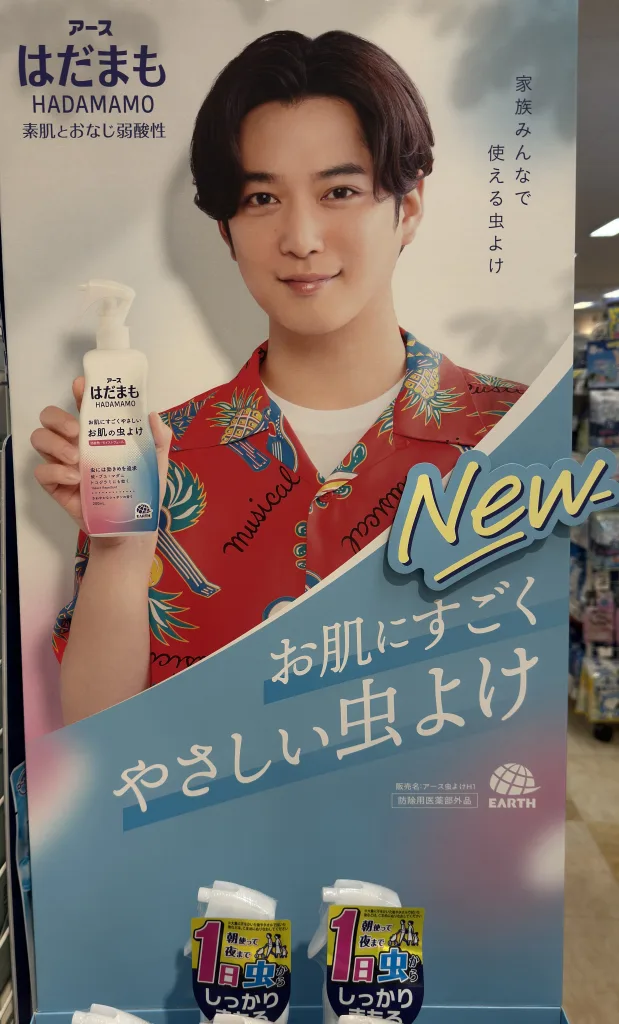 アース
はだまも
HADAMAMO
素肌とおなじ弱酸性
家族みんなで
使える虫よけ
アース
はだまも
HADAMAMO
お肌にすごくやさしい
お肌の虫よけ
EARTH
musical
musical
musical
New
お肌にすごく
やさしい虫よけ
販売名:アース虫よけH1
防除用医薬部外品
EARTH
朝使って
夜まで
1日虫から
しっかり
朝使って
夜まで
1日虫から
しっかり